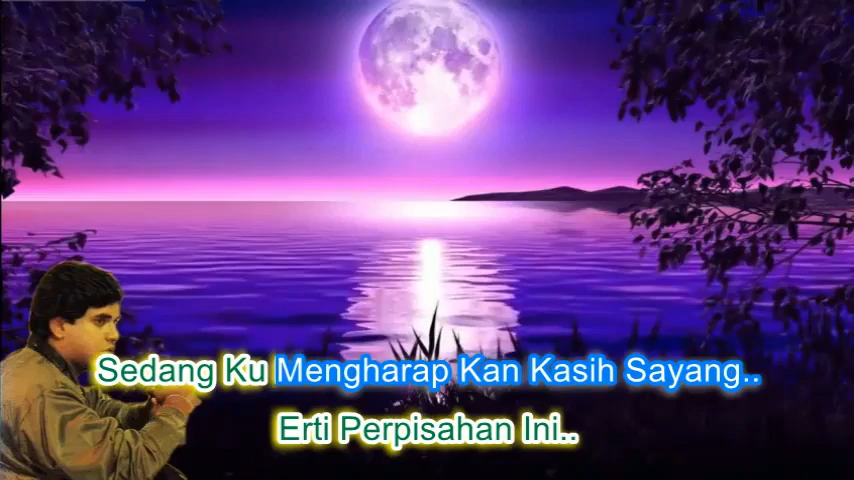 Sedang Ku Mengharap Kan Kasih Sayang..
Erti Perpisahan Ini..